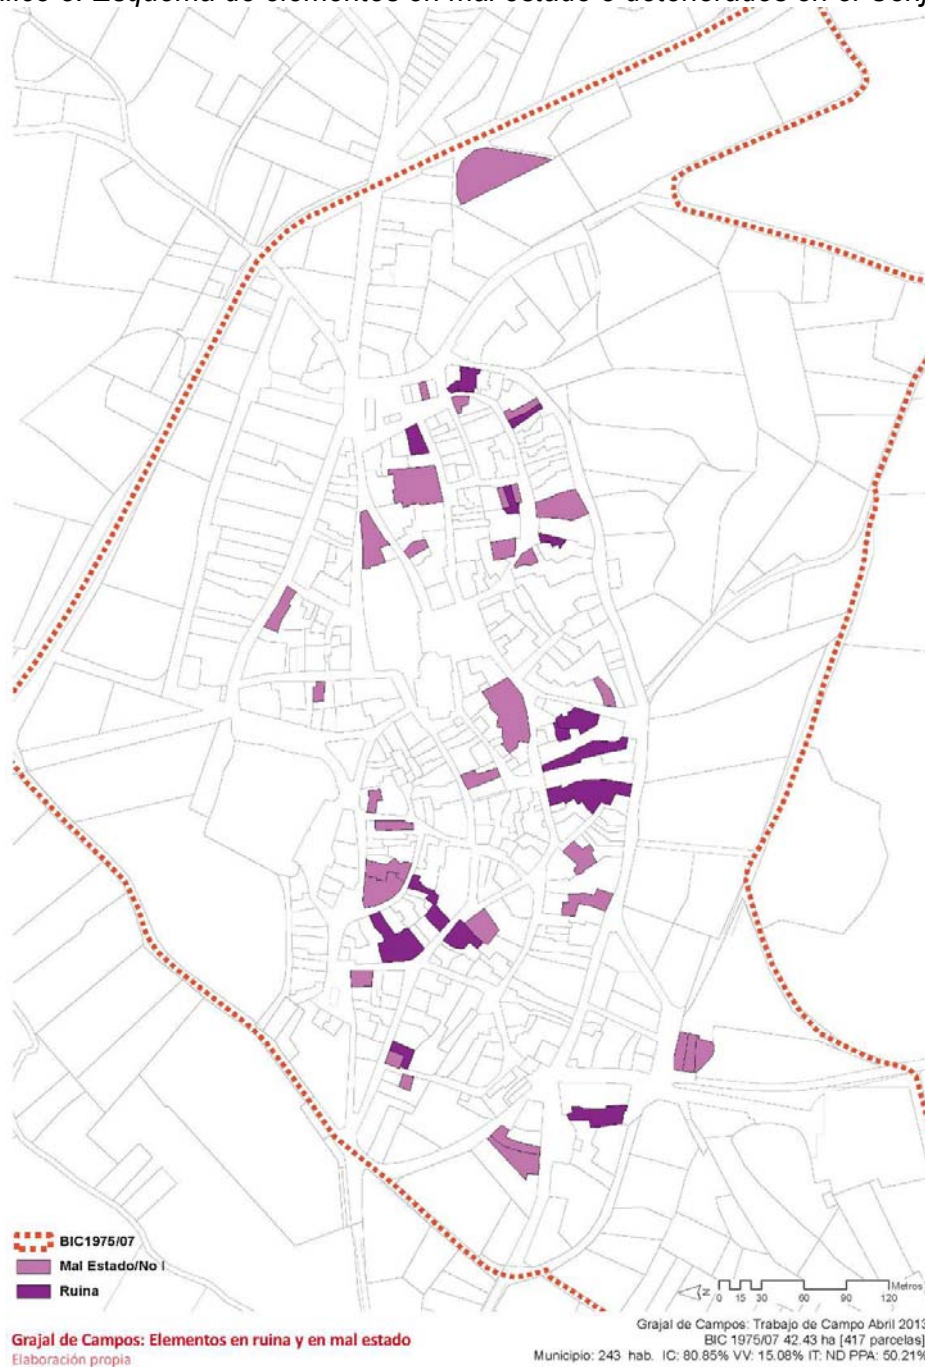 Esquema de elementos en mal estado o deteriorados en el
BIC1975/07
Mal Estado/No
Ruina
N
0 15 30 60 90 120 Metros
Grajal de Campos: Elementos en ruina y en mal estado
Elaboración propia
Grajal de Campos: Trabajo de Campo Abril 2013
BIC 1975/07 42.43 ha [417 parcelas]
Municipio: 243 hab. IC: 80.85% VV: 15.08% IT: ND PPA: 50.21%